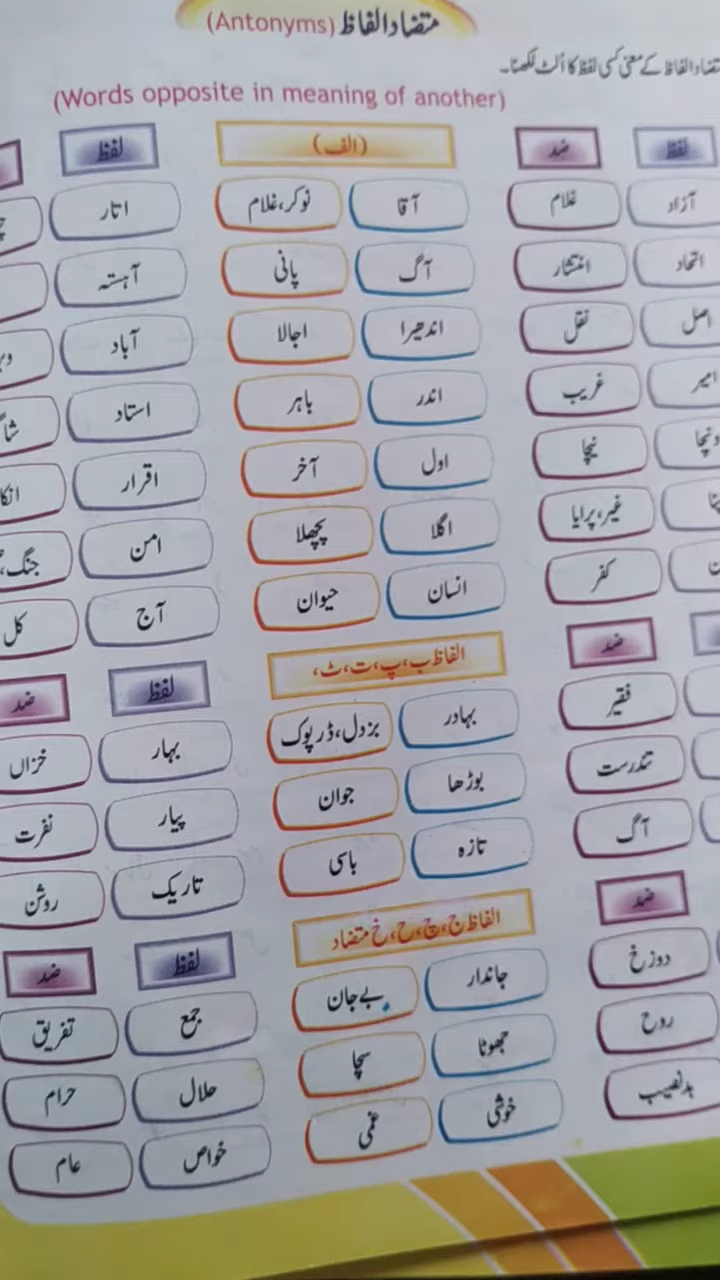 متضاد الفاظ (Antonyms)
متضاد الفاظ کے معنی کسی لفظ کا اُلٹ لکھنا۔
(Words opposite in meaning of another)
لفظ ضد (الف) لفظ
آزاد غلام آقا نوکر، غلام اتار
اتحاد انتشار آگ پانی آہستہ
اصل نقل اندھیرا اجالا آباد
امیر غریب اندر باہر استاد
نیچا اول آخر اقرار
غیر، پرایا اگلا پچھلا امن جنگ
کفر انسان حیوان آج کل
ضد الفاظ ب، پ، ت، ٹ، لفظ ضد
فقیر بہادر بزدل، ڈرپوک بہار خزاں
تندرست بوڑھا جوان پیار نفرت
آگ تازہ باسی تاریک روشن
ضد الفاظ ج، چ، ح، خ متضاد لفظ ضد
دوزخ جاندار بے جان جمع تفریق
روح جھوٹا سچا حلال حرام
بدنصیب خوشی غمی خواص عام